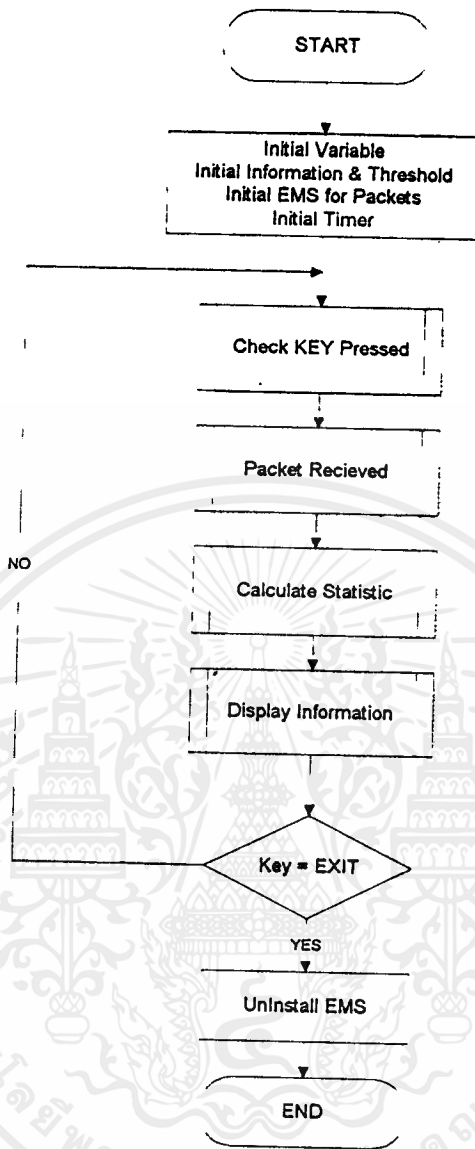 START
Initial Variable
Initial Information & Threshold
Initial EMS for Packets
Initial Timer
Check KEY Pressed
Packet Recieved
NO
Calculate Statistic
Display Information
Key = EXIT
YES
UnInstall EMS
END